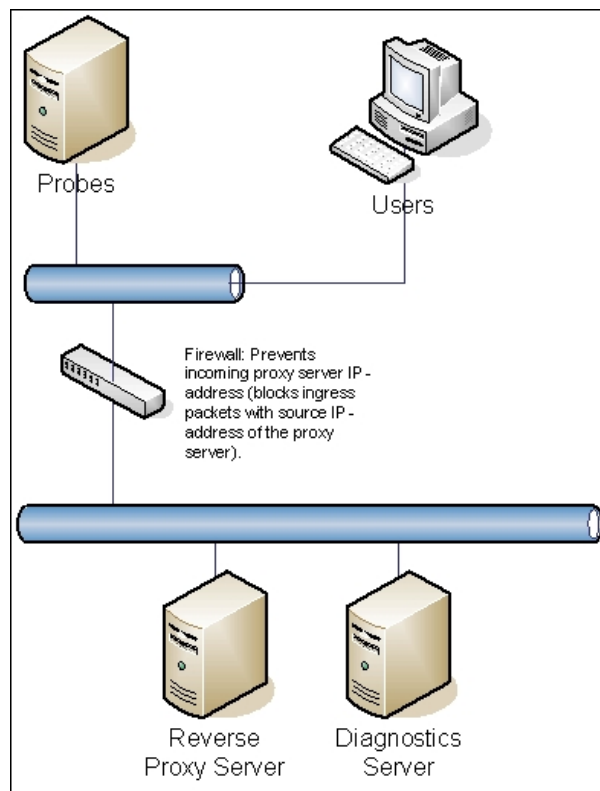 Probes
Users
Firewall: Prevents
incoming proxy server IP -
address (blocks ingress
packets with source IP -
address of the proxy
server).
Reverse
Proxy Server
Diagnostics
Server